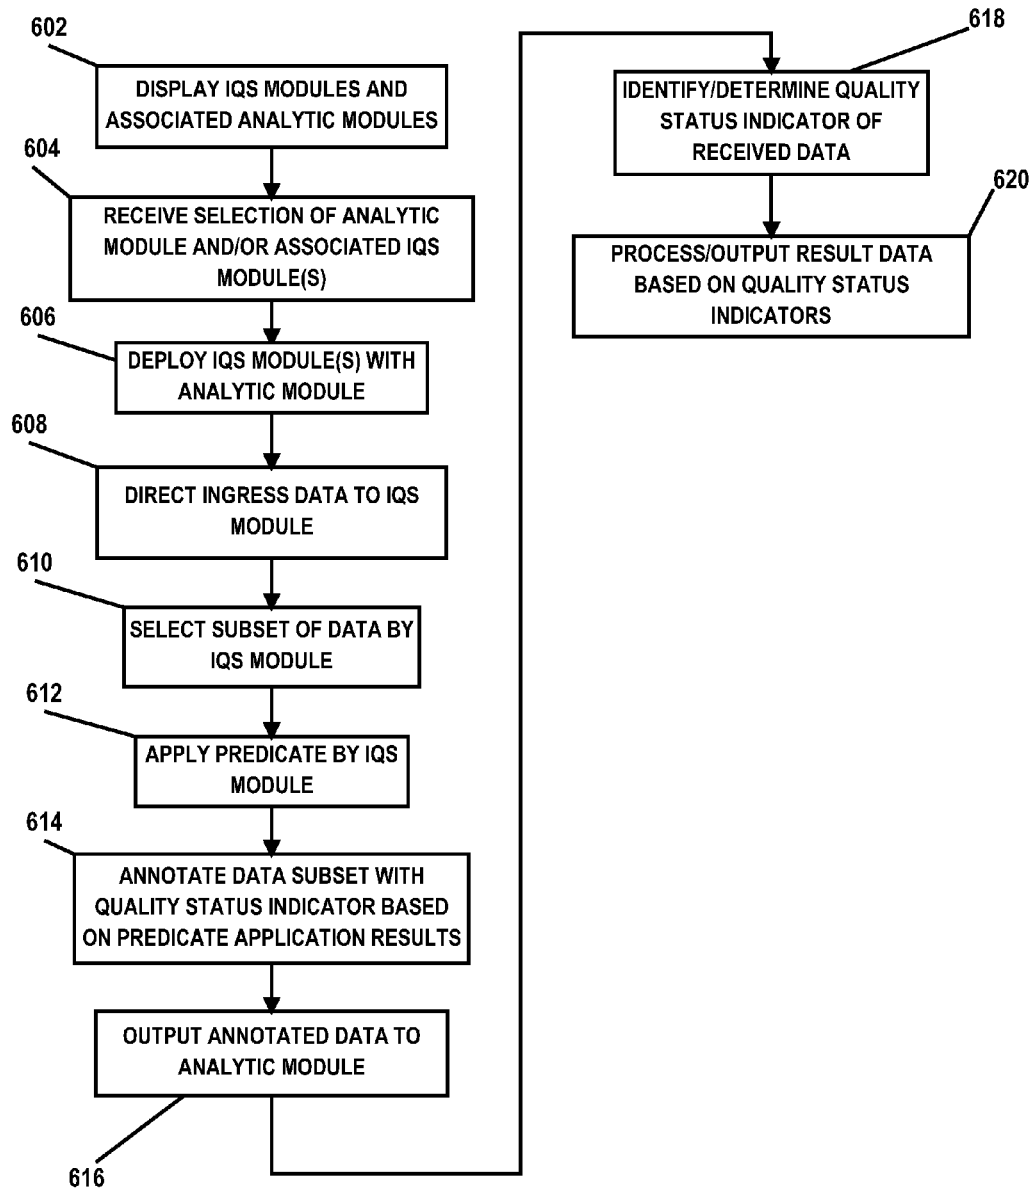 602
DISPLAY IQS MODULES AND
ASSOCIATED ANALYTIC MODULES
604
RECEIVE SELECTION OF ANALYTIC
MODULE AND/OR ASSOCIATED IQS
MODULE(S)
606
DEPLOY IQS MODULE(S) WITH
ANALYTIC MODULE
608
DIRECT INGRESS DATA TO IQS
MODULE
610
SELECT SUBSET OF DATA BY
IQS MODULE
612
APPLY PREDICATE BY IQS
MODULE
614
ANNOTATE DATA SUBSET WITH
QUALITY STATUS INDICATOR BASED
ON PREDICATE APPLICATION RESULTS
OUTPUT ANNOTATED DATA TO
ANALYTIC MODULE
616
618
IDENTIFY/DETERMINE QUALITY
STATUS INDICATOR OF
RECEIVED DATA
620
PROCESS/OUTPUT RESULT DATA
BASED ON QUALITY STATUS
INDICATORS